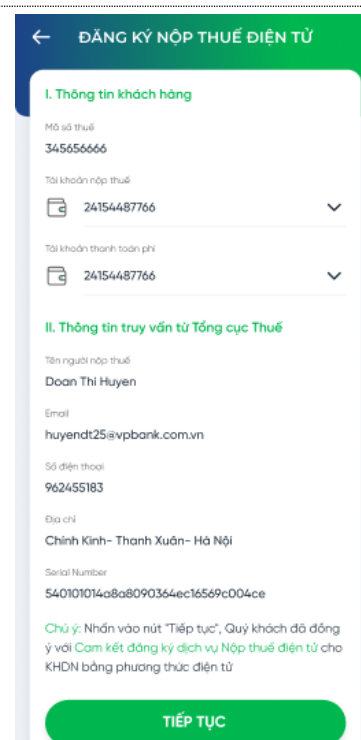 ĐĂNG KÝ NỘP THUẾ ĐIỆN TỬ
I. Thông tin khách hàng
Mã số thuế
345656666
Tài khoản nộp thuế
24154487766
Tài khoản thanh toán phí
24154487766
II. Thông tin truy vấn từ Tổng cục Thuế
Tên người nộp thuế
Doan Thi Huyen
Email
huyendt25@vpbank.com.vn
Số điện thoại
962455183
Địa chỉ
Chính Kinh- Thanh Xuân- Hà Nội
Serial Number
540101014a8a8090364ec16569c004ce
Chú ý: Nhấn vào nút "Tiếp tục", Quý khách đã đồng
ý với Cam kết đăng ký dịch vụ Nộp thuế điện tử cho
KHDN bằng phương thức điện tử
TIẾP TỤC